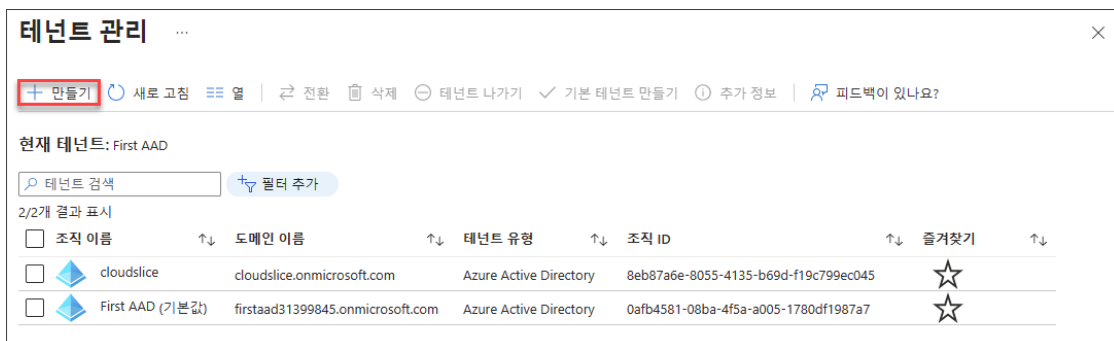 테넌트 관리 ...
만들기 새로 고침 열 전환 삭제 테넌트 나가기 기본 테넌트 만들기 추가 정보 피드백이 있나요?
현재 테넌트: First AAD
테넌트 검색 필터 추가
2/2개 결과 표시
조직 이름 도메인 이름 테넌트 유형 조직 ID 즐겨찾기
cloudslice cloudslice.onmicrosoft.com Azure Active Directory 8eb87a6e-8055-4135-b69d-f19c799ec045
First AAD (기본값) firstaad31399845.onmicrosoft.com Azure Active Directory 0afb4581-08ba-4f5a-a005-1780df1987a7